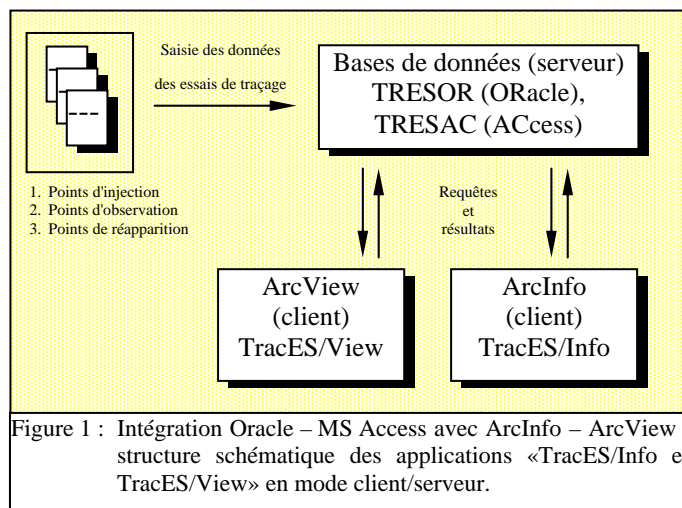 Saisie des données
des essais de traçage
Bases de données (serveur)
TRESOR (ORacle),
TRESAC (ACcess)
1. Points d'injection
2. Points d'observation
3. Points de réapparition
Requêtes
et
résultats
ArcView
(client)
TracES/View
ArcInfo
(client)
TracES/Info
Figure 1 : Intégration Oracle – MS Access avec ArcInfo – ArcView
structure schématique des applications «TracES/Info e
TracES/View» en mode client/serveur.